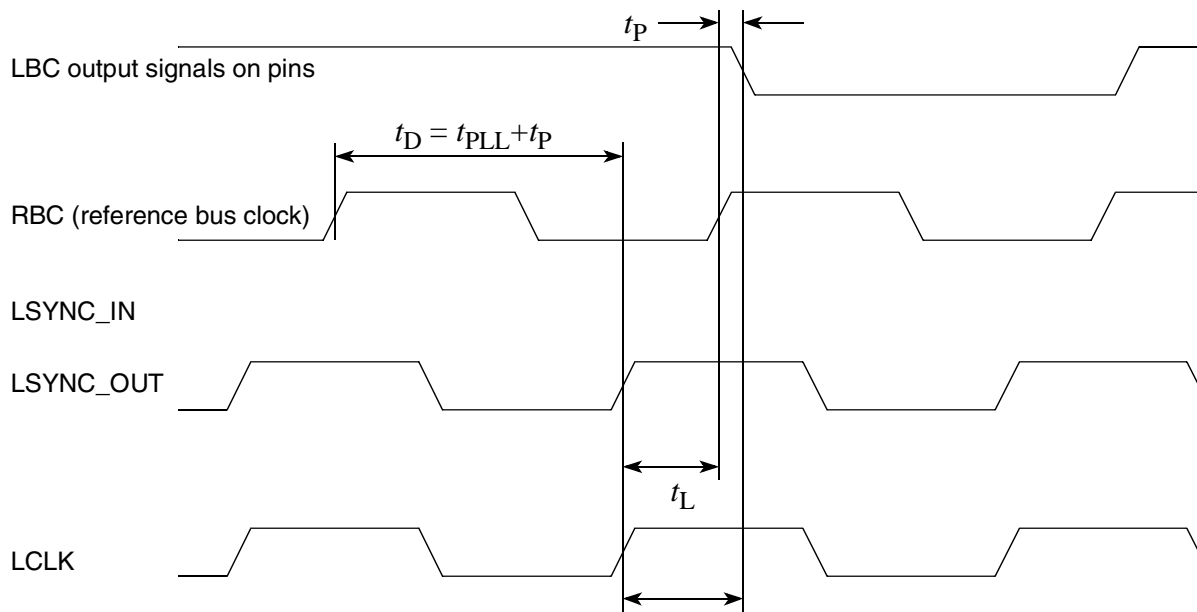 tP
LBC output signals on pins
tD = tPLL+tP
RBC (reference bus clock)
LSYNC_IN
LSYNC_OUT
tL
LCLK